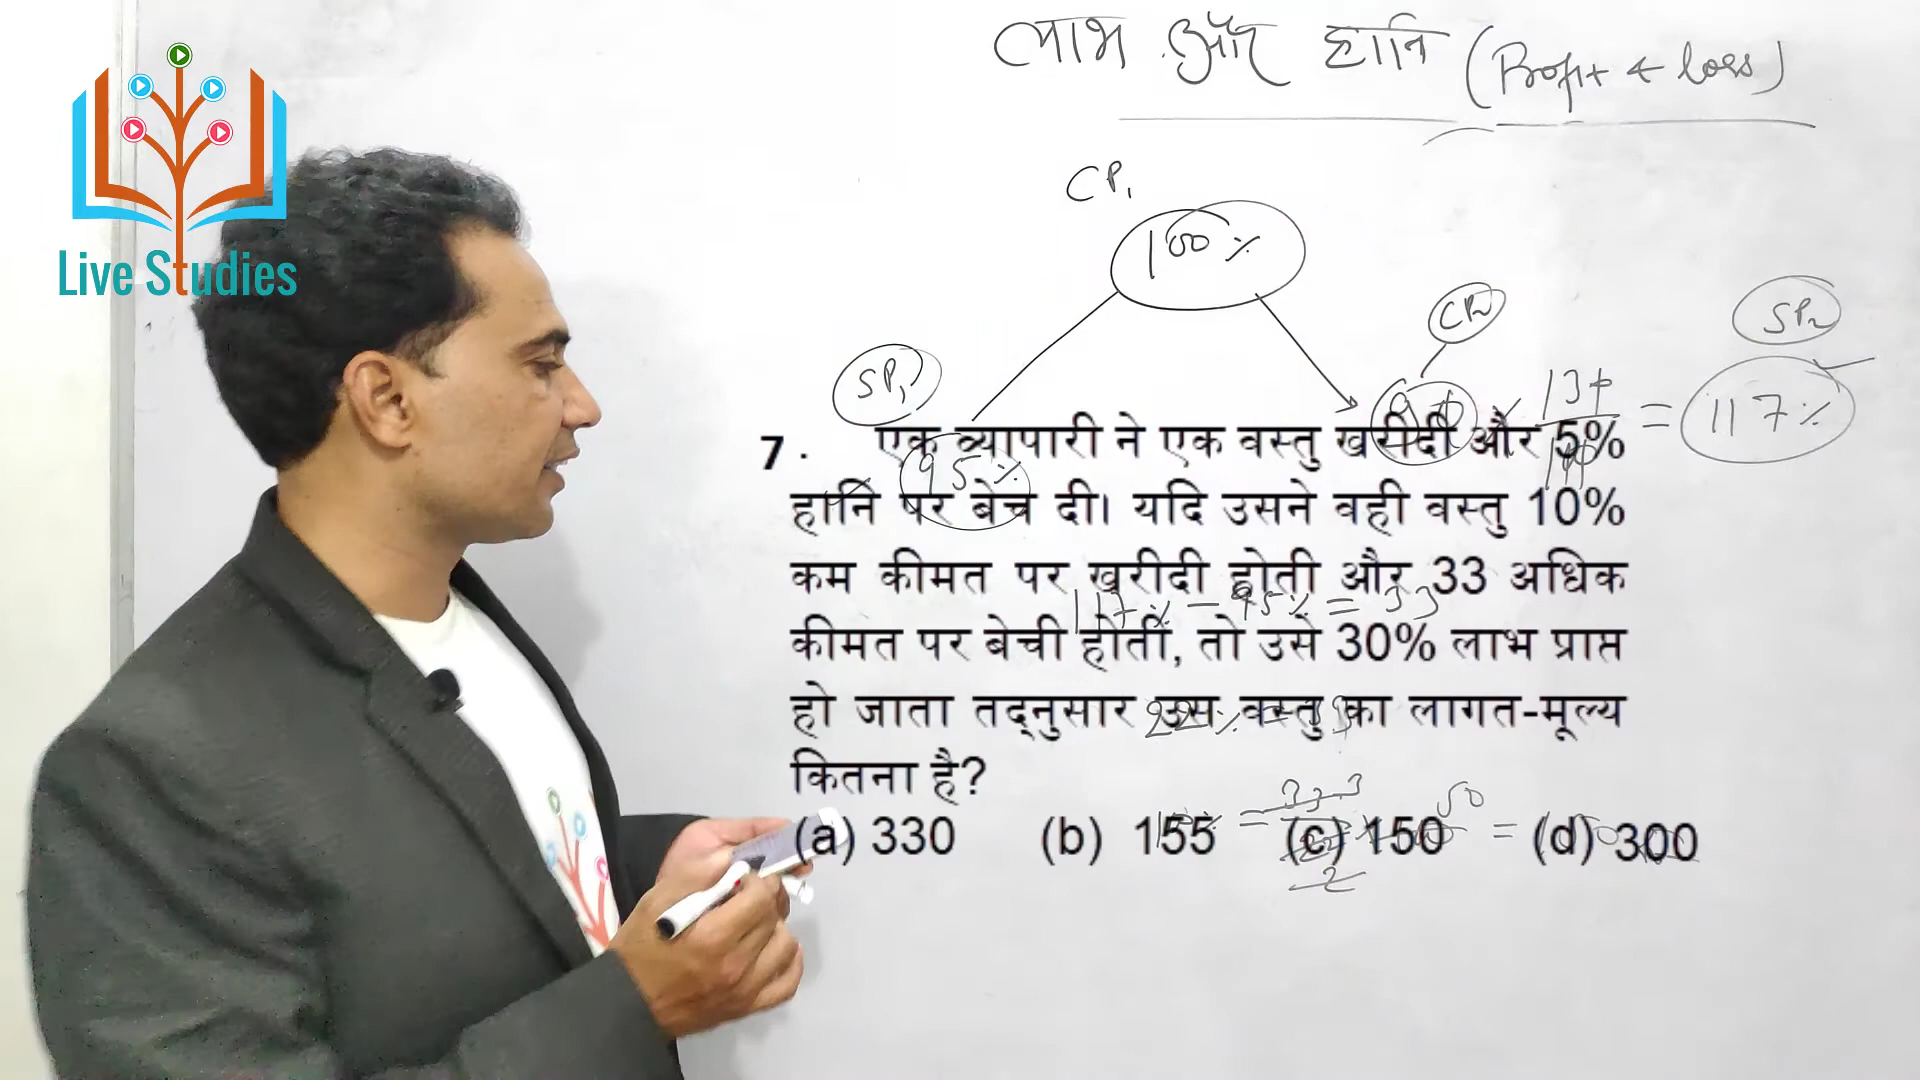 लाभ और हानि (Profit & loss)
Live Studies
CP₁
100%
SP₁
95%
CP₂
SP₂
= 117%
7. एक व्यापारी ने एक वस्तु खरीदी और 5%
हानि पर बेच दी। यदि उसने वही वस्तु 10%
कम कीमत पर खरीदी होती और 33 अधिक
कीमत पर बेची होती, तो उसे 30% लाभ प्राप्त
हो जाता तद्नुसार उस वस्तु का लागत-मूल्य
कितना है?
(a) 330 (b) 155 (c) 150 (d) 300
117% - 95% = 33